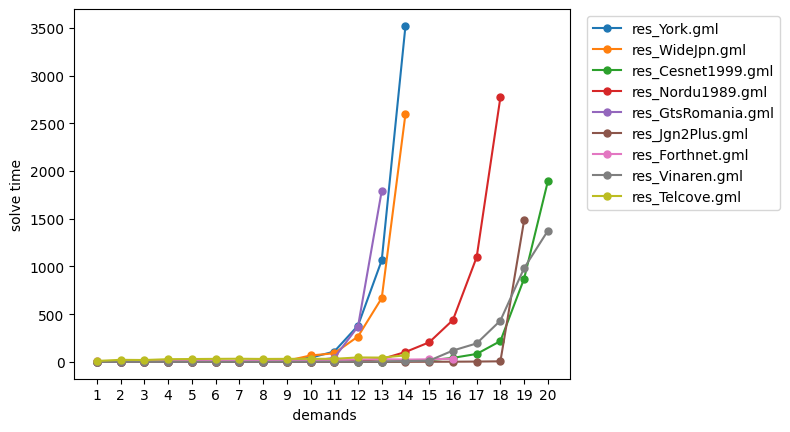 3500
3000
2500
2000
1500
1000
500
0
solve time
1 2 3 4 5 6 7 8 9 10 11 12 13 14 15 16 17 18 19 20
demands
res_York.gml
res_WideJpn.gml
res_Cesnet1999.gml
res_Nordu1989.gml
res_GtsRomania.gml
res_Jgn2Plus.gml
res_Forthnet.gml
res_Vinaren.gml
res_Telcove.gml